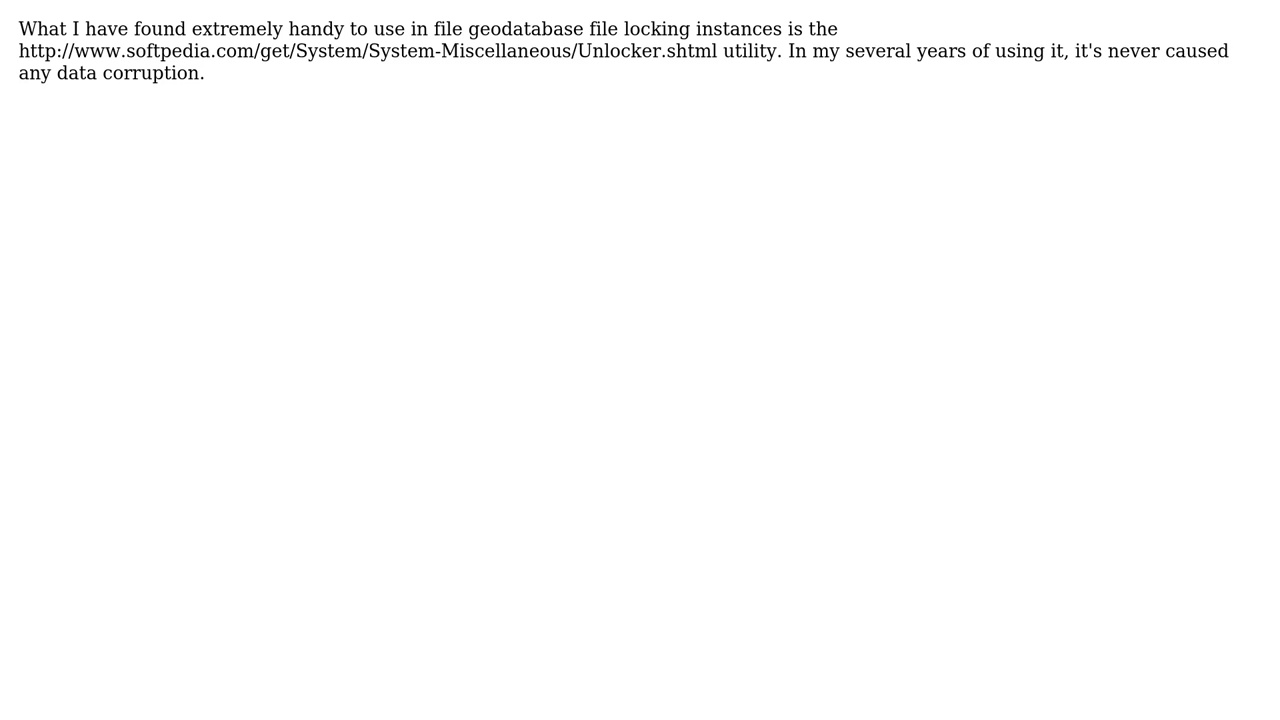 What I have found extremely handy to use in file geodatabase file locking instances is the
http://www.softpedia.com/get/System/System-Miscellaneous/Unlocker.shtml utility. In my several years of using it, it's never caused
any data corruption.